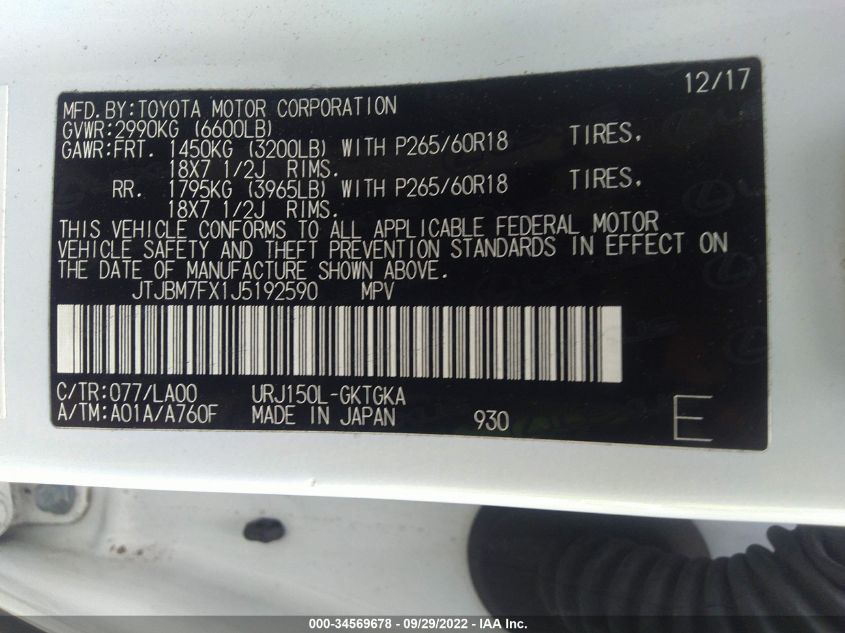 12/17
MFD.BY:TOYOTA MOTOR CORPORATION
GVWR:2990KG (6600LB)
GAWR:FRT. 1450KG (3200LB) WITH P265/60R18 TIRES,
18X7 1/2J RIMS.
RR. 1795KG (3965LB) WITH P265/60R18 TIRES,
18X7 1/2J RIMS.
THIS VEHICLE CONFORMS TO ALL APPLICABLE FEDERAL MOTOR
VEHICLE SAFETY AND THEFT PREVENTION STANDARDS IN EFFECT ON
THE DATE OF MANUFACTURE SHOWN ABOVE.
JTJBM7FX1J5192590 MPV
C/TR:077/LA00 URJ150L-GKTGKA
A/TM:A01A/A760F MADE IN JAPAN 930 E
000-34569678 - 09/29/2022 - IAA Inc.